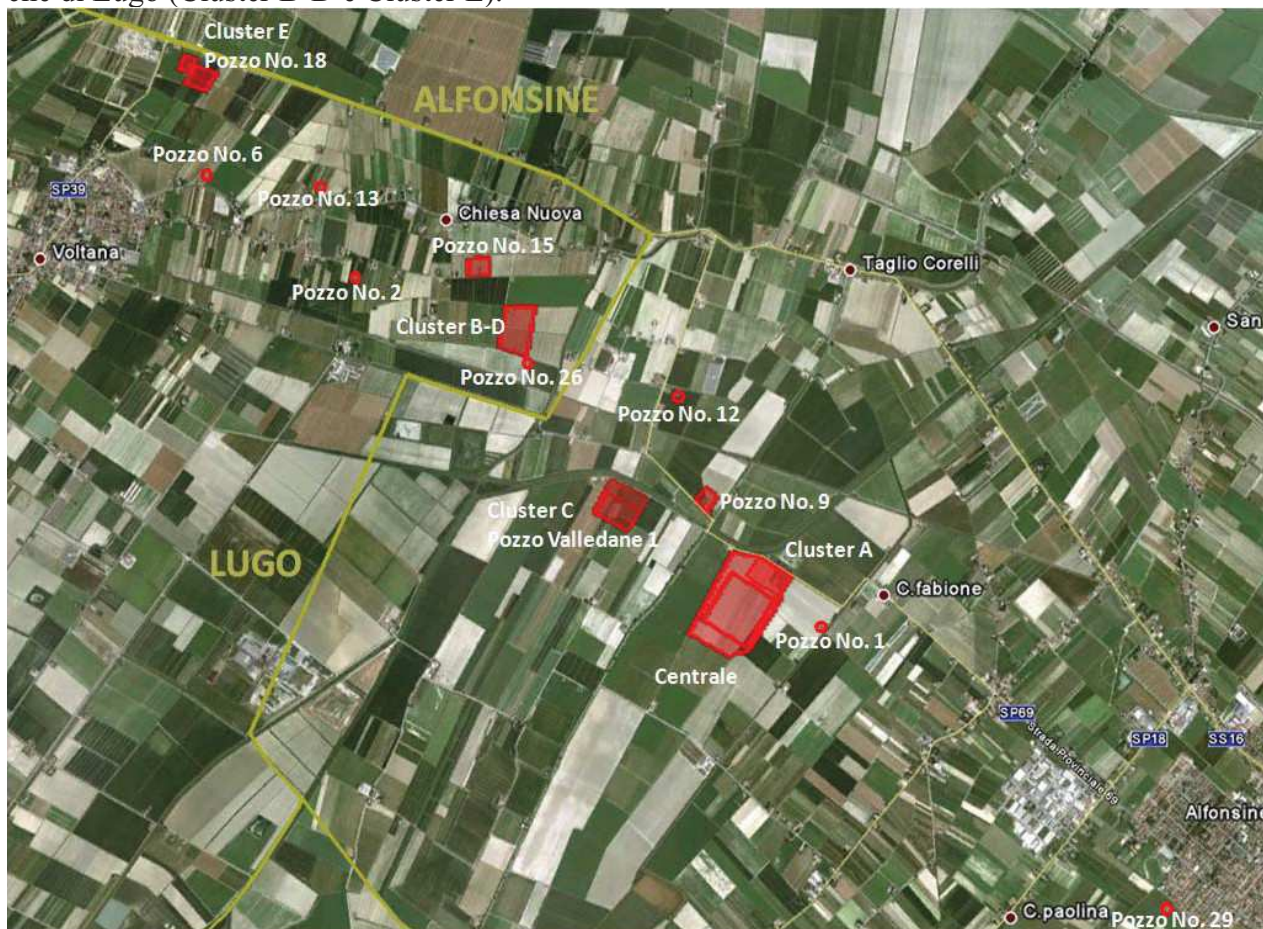 che di Lugo (Cluster B-D e Cluster E).
Cluster E
Pozzo No. 18
ALFONSINE
Pozzo No. 6
SP39
Pozzo No. 13
Chiesa Nuova
Voltana
Pozzo No. 15
Taglio Corelli
Pozzo No. 2
Cluster B-D
San
Pozzo No. 26
Pozzo No. 12
Cluster C
Pozzo No. 9
Pozzo Valledane 1
Cluster A
LUGO
C.fabione
Pozzo No. 1
Centrale
SP69
Strada Provinciale 69
SP18
SS16
Alfonsine
C.paolina
Pozzo No. 29